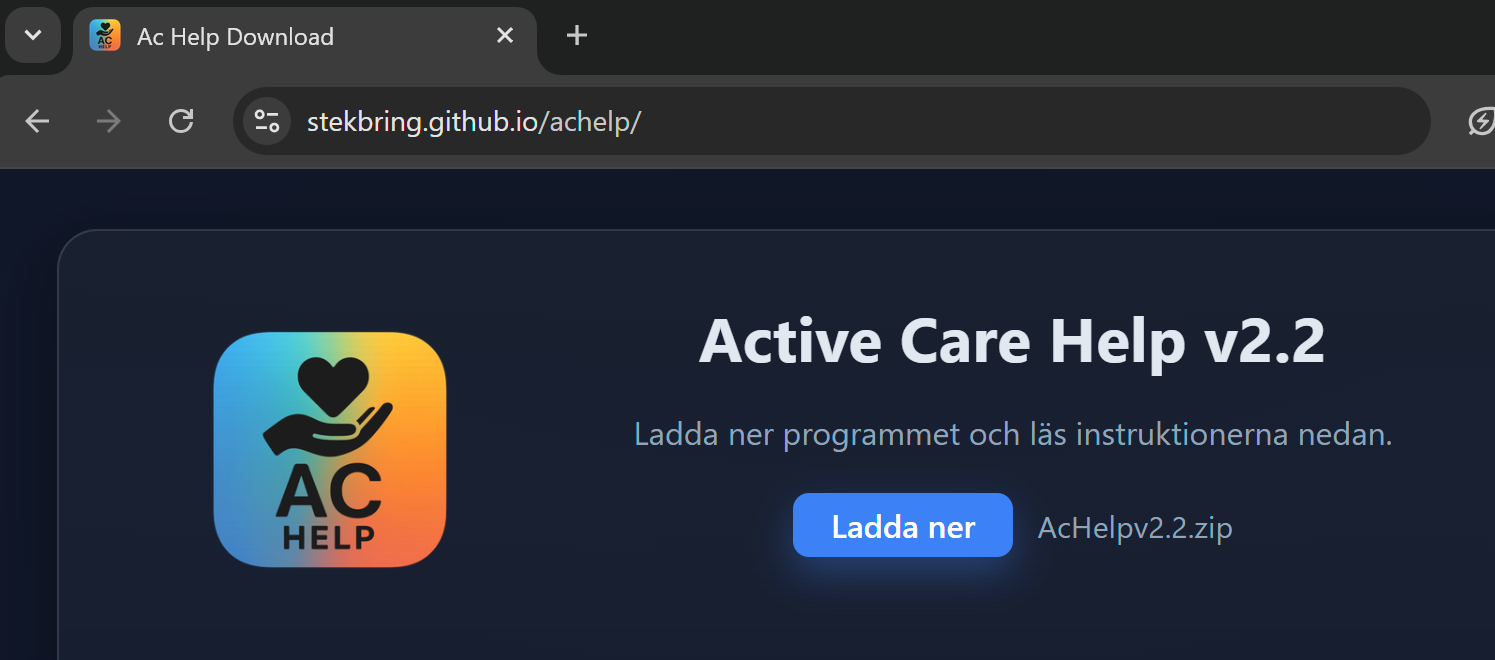 Ac Help Download
stekbring.github.io/achelp/
AC
HELP
Active Care Help v2.2
Ladda ner programmet och läs instruktionerna nedan.
Ladda ner AcHelpv2.2.zip